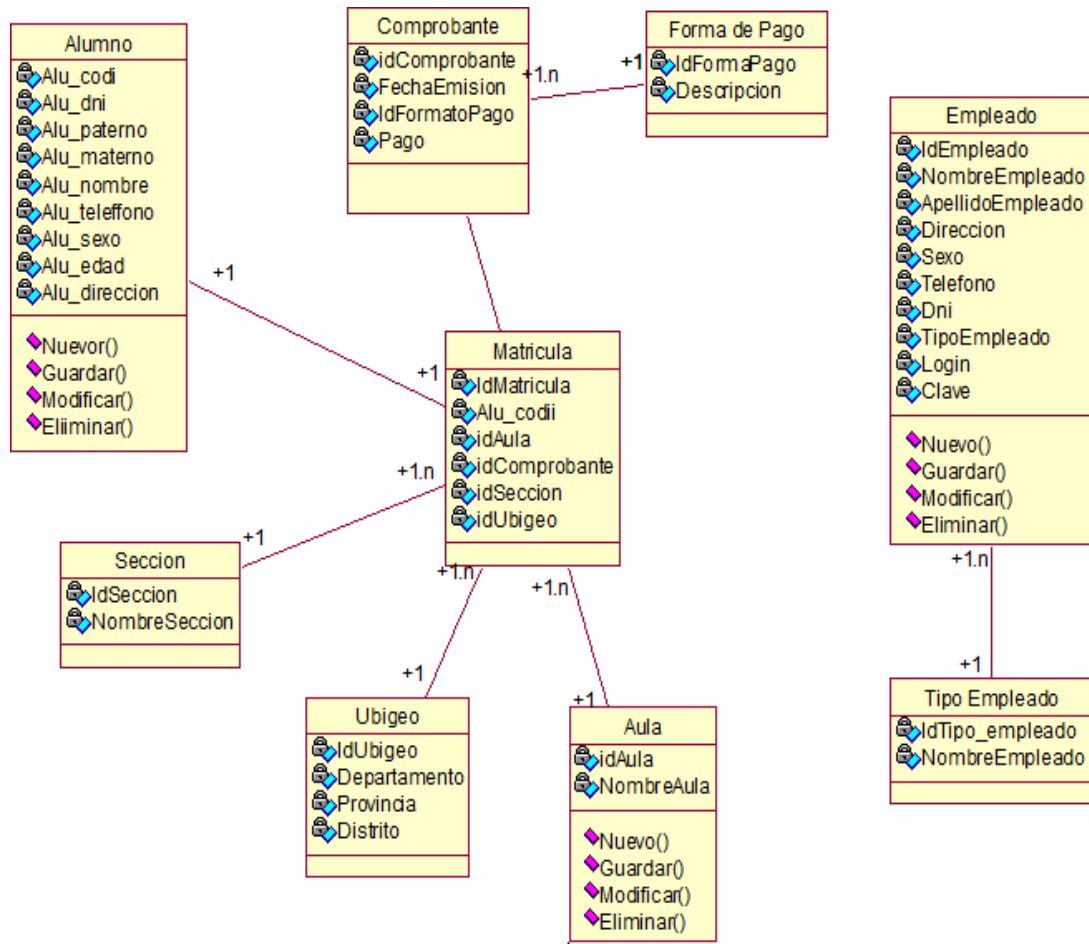 Alumno
Alu_codi
Alu_dni
Alu_paterno
Alu_materno
Alu_nombre
Alu_teleffono
Alu_sexo
Alu_edad
Alu_direccion
Nuevor()
Guardar()
Modificar()
Eliiminar()
+1
+1
Comprobante
idComprobante
FechaEmision
IdFormatoPago
Pago
+1.n
+1
Forma de Pago
IdFormaPago
Descripcion
Empleado
IdEmpleado
NombreEmpleado
ApellidoEmpleado
Direccion
Sexo
Telefono
Dni
TipoEmpleado
Login
Clave
Nuevo()
Guardar()
Modificar()
Eliminar()
+1.n
+1
Tipo Empleado
IdTipo_empleado
NombreEmpleado
Matricula
IdMatricula
Alu_codii
idAula
idComprobante
idSeccion
idUbigeo
+1.n
+1
Seccion
IdSeccion
NombreSeccion
+1.n
+1
Ubigeo
IdUbigeo
Departamento
Provincia
Distrito
+1.n
+1
Aula
idAula
NombreAula
Nuevo()
Guardar()
Modificar()
Eliminar()